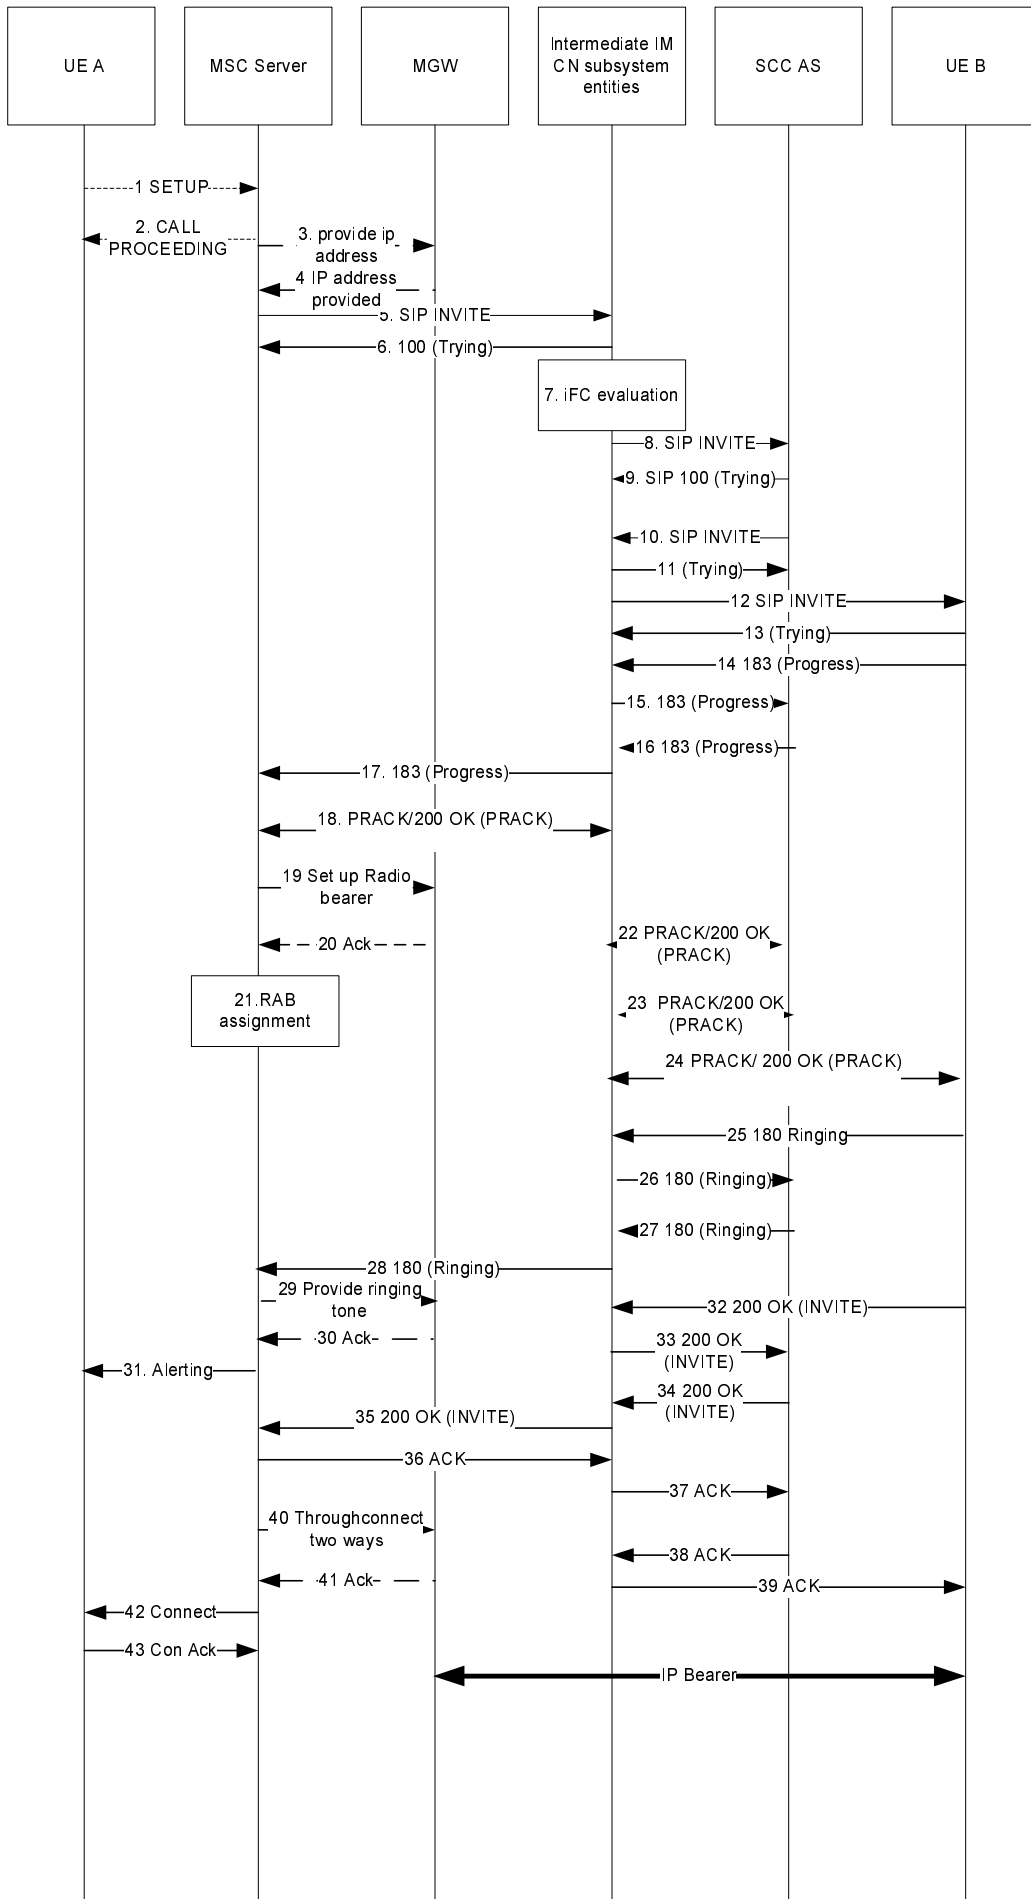 UE A
MSC Server
MGW
Intermediate IM
CN subsystem
entities
SCC AS
UE B
1 SETUP
2. CALL
PROCEEDING
3. provide ip
address
4 IP address
provided
5. SIP INVITE
6. 100 (Trying)
7. iFC evaluation
8. SIP INVITE
9. SIP 100 (Trying)
10. SIP INVITE
11 (Trying)
12 SIP INVITE
13 (Trying)
14 183 (Progress)
15. 183 (Progress)
16 183 (Progress)
17. 183 (Progress)
18. PRACK/200 OK (PRACK)
19 Set up Radio
bearer
20 Ack
22 PRACK/200 OK
(PRACK)
21.RAB
assignment
23 PRACK/200 OK
(PRACK)
24 PRACK/ 200 OK (PRACK)
25 180 Ringing
26 180 (Ringing)
27 180 (Ringing)
28 180 (Ringing)
29 Provide ringing
tone
32 200 OK (INVITE)
30 Ack
33 200 OK
(INVITE)
31. Alerting
34 200 OK
(INVITE)
35 200 OK (INVITE)
36 ACK
37 ACK
40 Throughconnect
two ways
38 ACK
41 Ack
39 ACK
42 Connect
43 Con Ack
IP Bearer